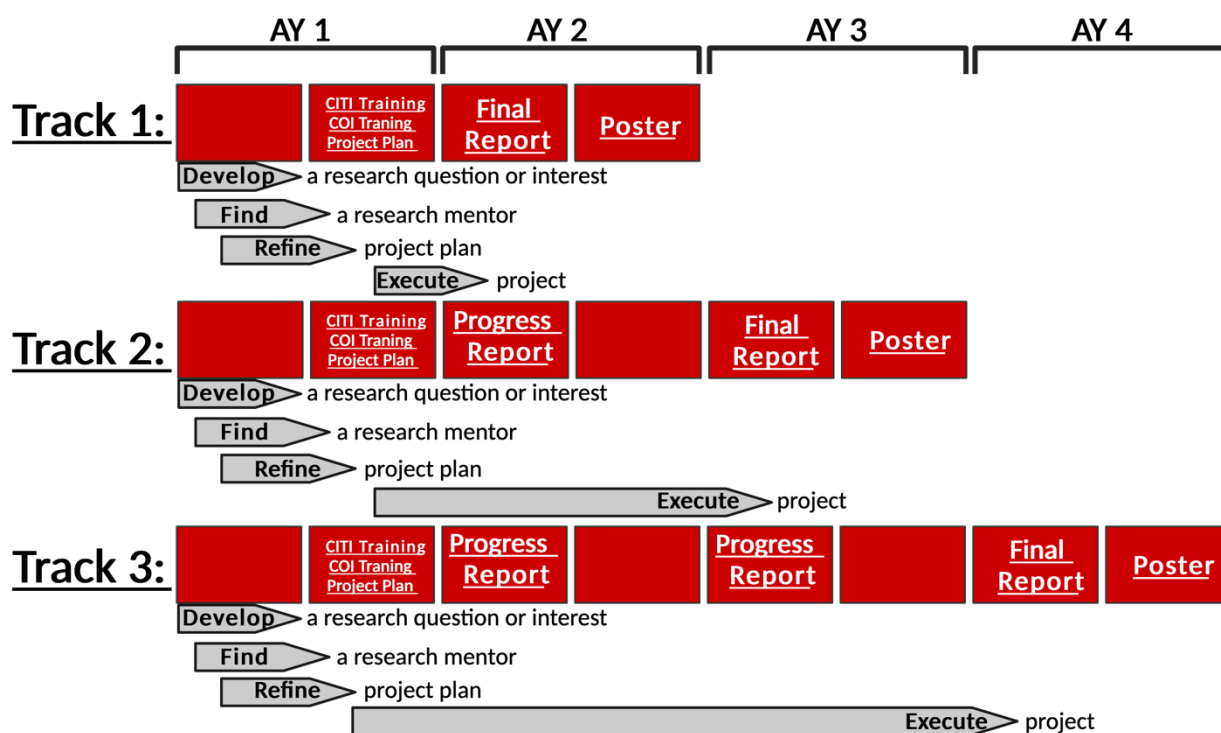 AY 1 AY 2 AY 3 AY 4
Track 1:
CITI Training
COI Traning
Project Plan
Final
Report
Poster
Develop a research question or interest
Find a research mentor
Refine project plan
Execute project
Track 2:
CITI Training
COI Traning
Project Plan
Progress
Report
Final
Report
Poster
Develop a research question or interest
Find a research mentor
Refine project plan
Execute project
Track 3:
CITI Training
COI Traning
Project Plan
Progress
Report
Progress
Report
Final
Report
Poster
Develop a research question or interest
Find a research mentor
Refine project plan
Execute project